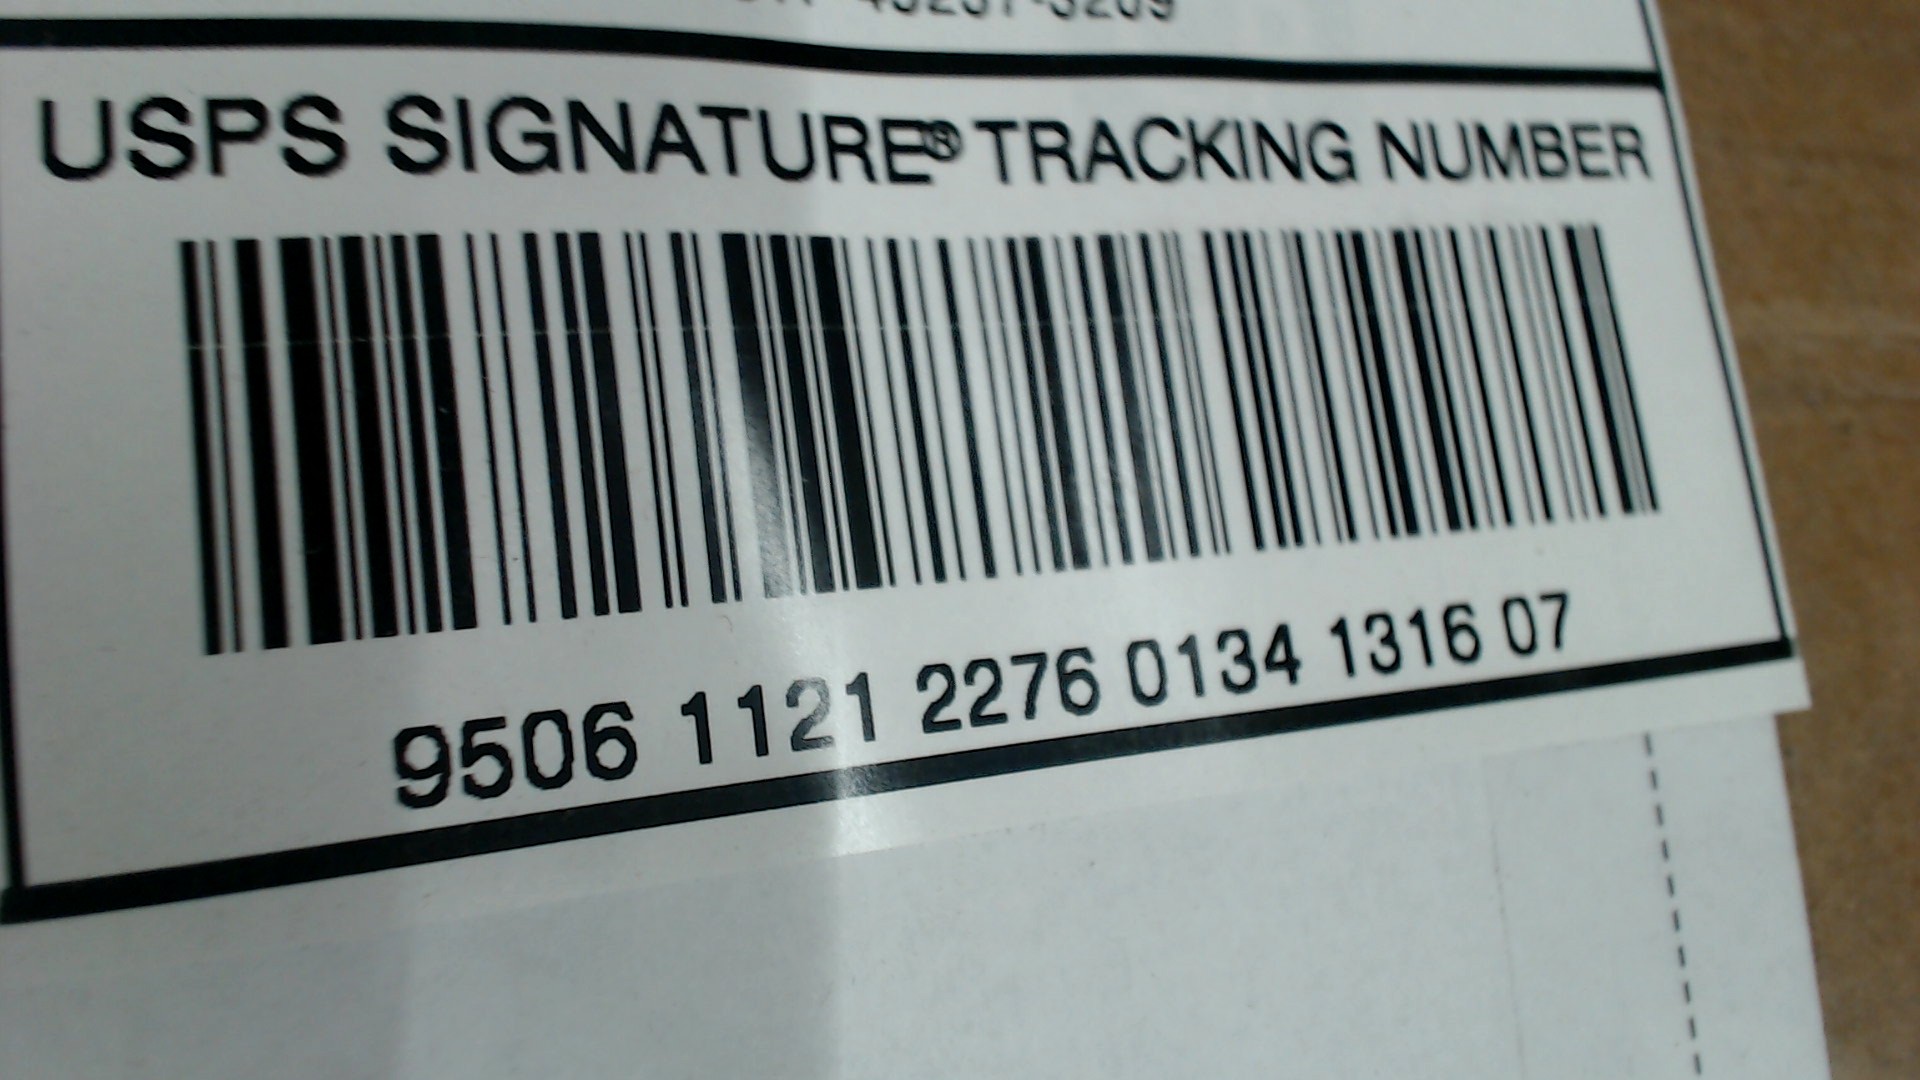 USPS SIGNATURE® TRACKING NUMBER
9506 1121 2276 0134 1316 07